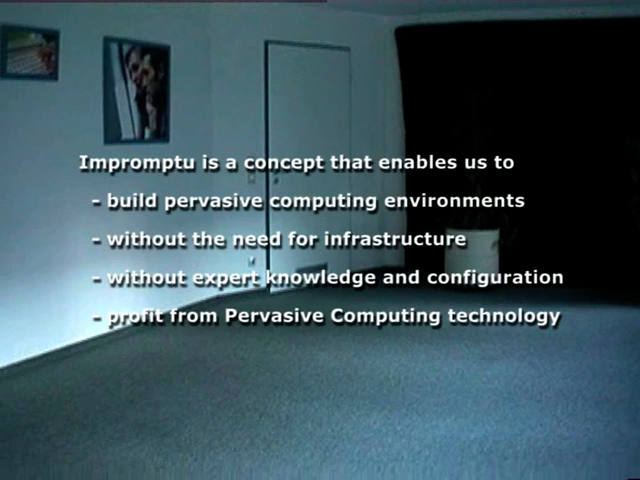 Impromptu is a concept that enables us to
- build pervasive computing environments
- without the need for infrastructure
- without expert knowledge and configuration
- profit from Pervasive Computing technology